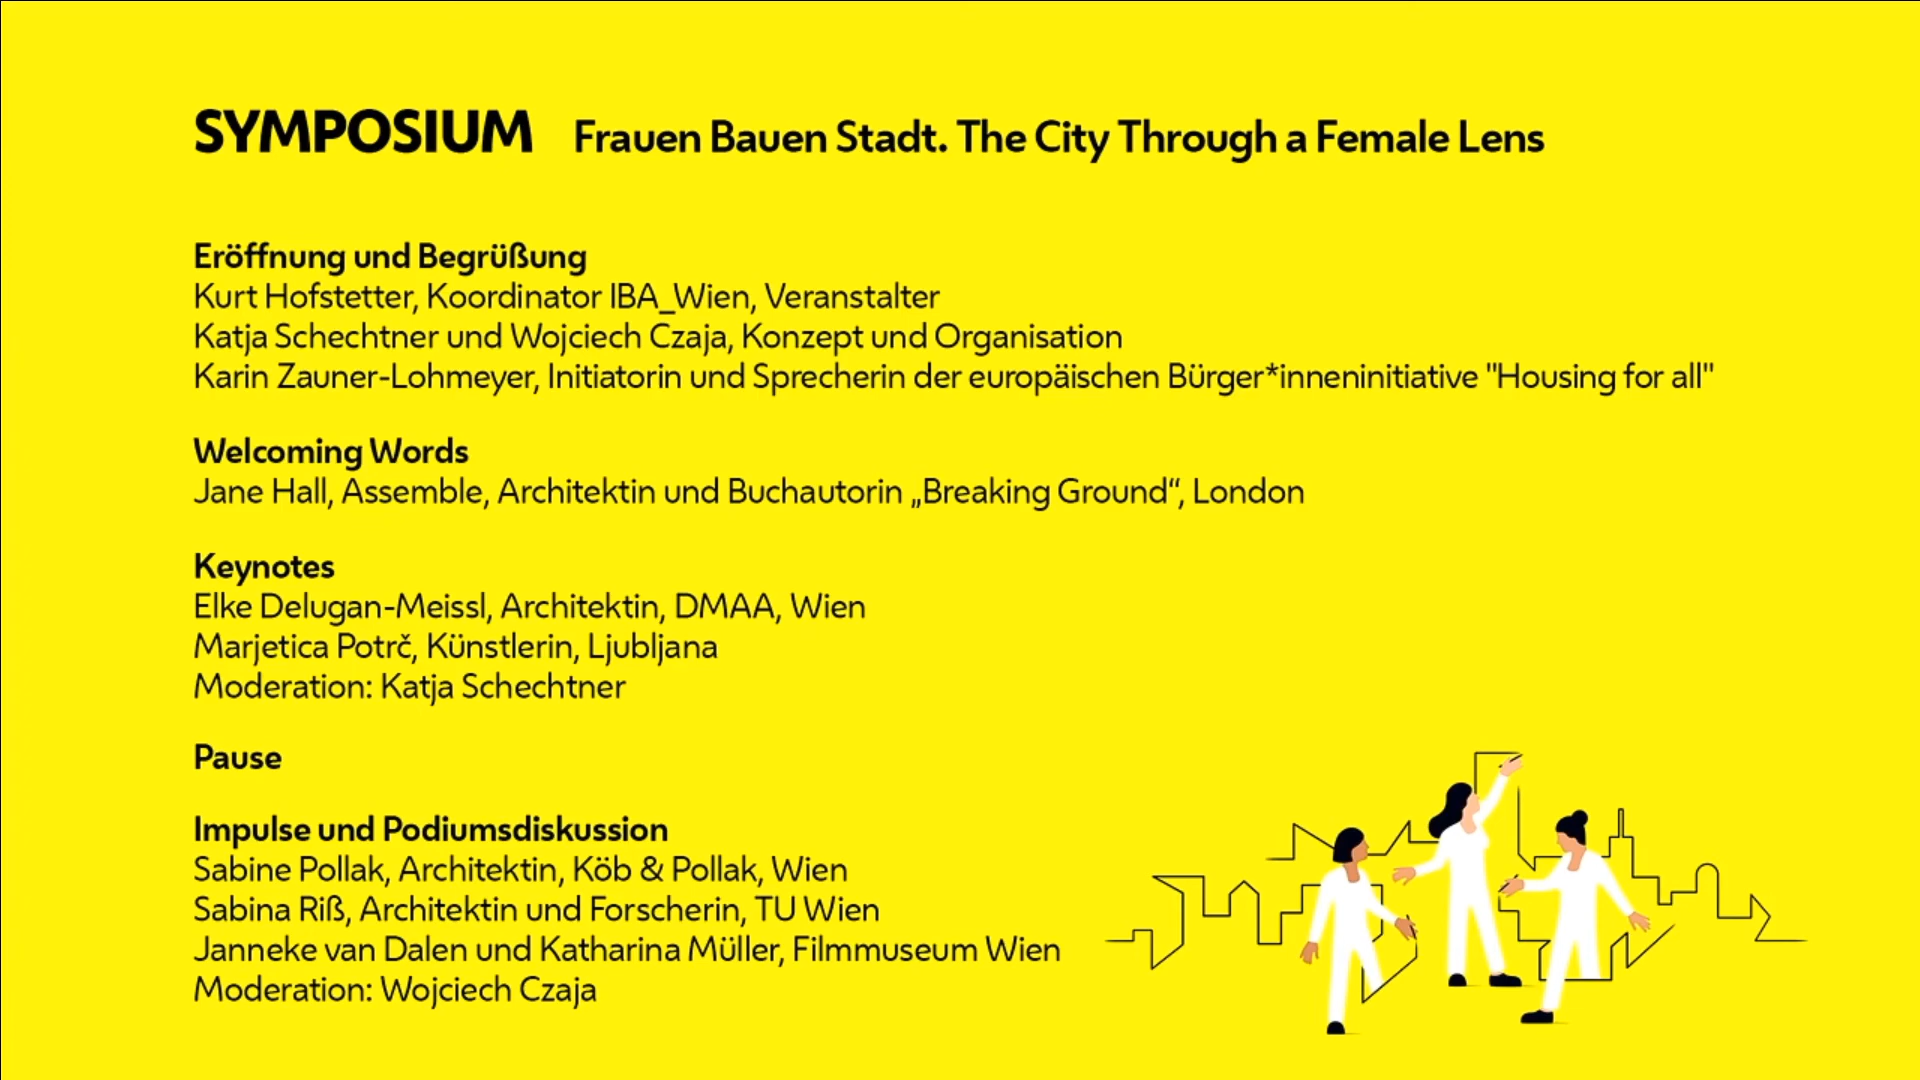 SYMPOSIUM Frauen Bauen Stadt. The City Through a Female Lens
Eröffnung und Begrüßung
Kurt Hofstetter, Koordinator IBA_Wien, Veranstalter
Katja Schechtner und Wojciech Czaja, Konzept und Organisation
Karin Zauner-Lohmeyer, Initiatorin und Sprecherin der europäischen Bürger*inneninitiative "Housing for all"
Welcoming Words
Jane Hall, Assemble, Architektin und Buchautorin „Breaking Ground“, London
Keynotes
Elke Delugan-Meissl, Architektin, DMAA, Wien
Marjetica Potrč, Künstlerin, Ljubljana
Moderation: Katja Schechtner
Pause
Impulse und Podiumsdiskussion
Sabine Pollak, Architektin, Köb & Pollak, Wien
Sabina Riß, Architektin und Forscherin, TU Wien
Janneke van Dalen und Katharina Müller, Filmmuseum Wien
Moderation: Wojciech Czaja